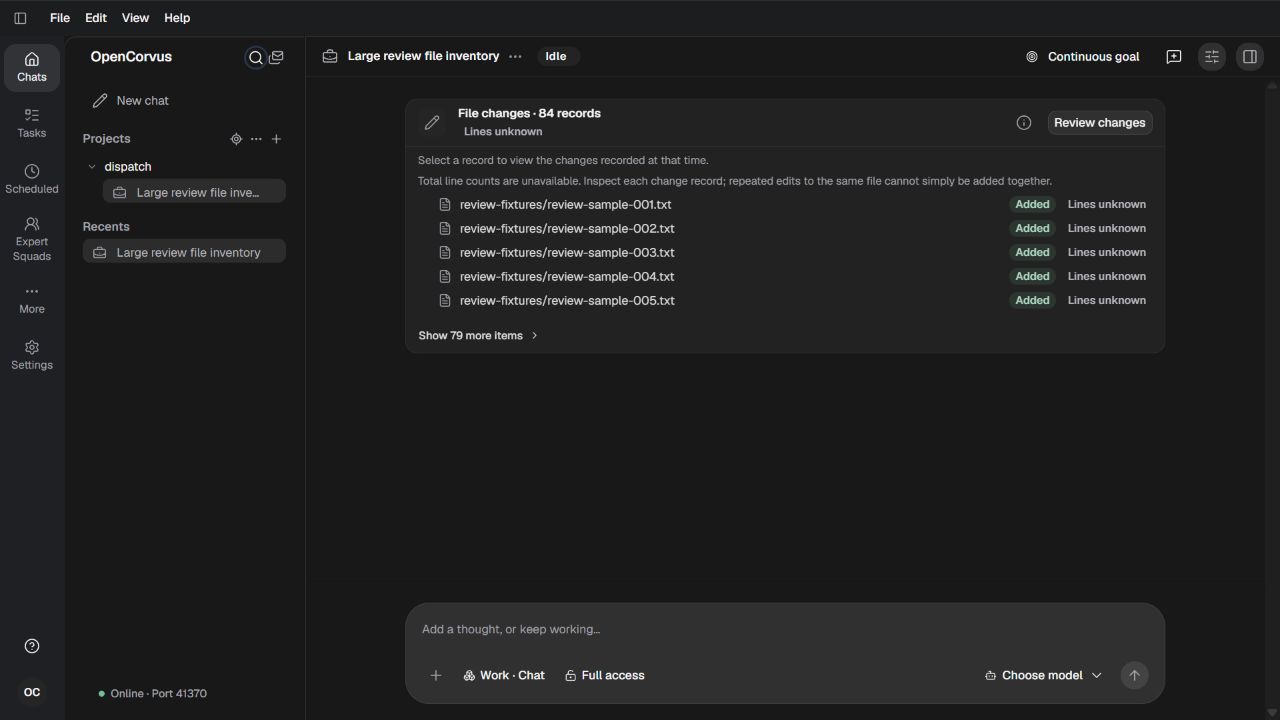 File Edit View Help
Chats
Tasks
Scheduled
Expert
Squads
More
Settings
OC
OpenCorvus
New chat
Projects
dispatch
Large review file inve...
Recents
Large review file inventory
Online · Port 41370
Large review file inventory
Idle
Continuous goal
File changes · 84 records
Lines unknown
Review changes
Select a record to view the changes recorded at that time.
Total line counts are unavailable. Inspect each change record; repeated edits to the same file cannot simply be added together.
review-fixtures/review-sample-001.txt Added Lines unknown
review-fixtures/review-sample-002.txt Added Lines unknown
review-fixtures/review-sample-003.txt Added Lines unknown
review-fixtures/review-sample-004.txt Added Lines unknown
review-fixtures/review-sample-005.txt Added Lines unknown
Show 79 more items
Add a thought, or keep working...
Work · Chat Full access Choose model